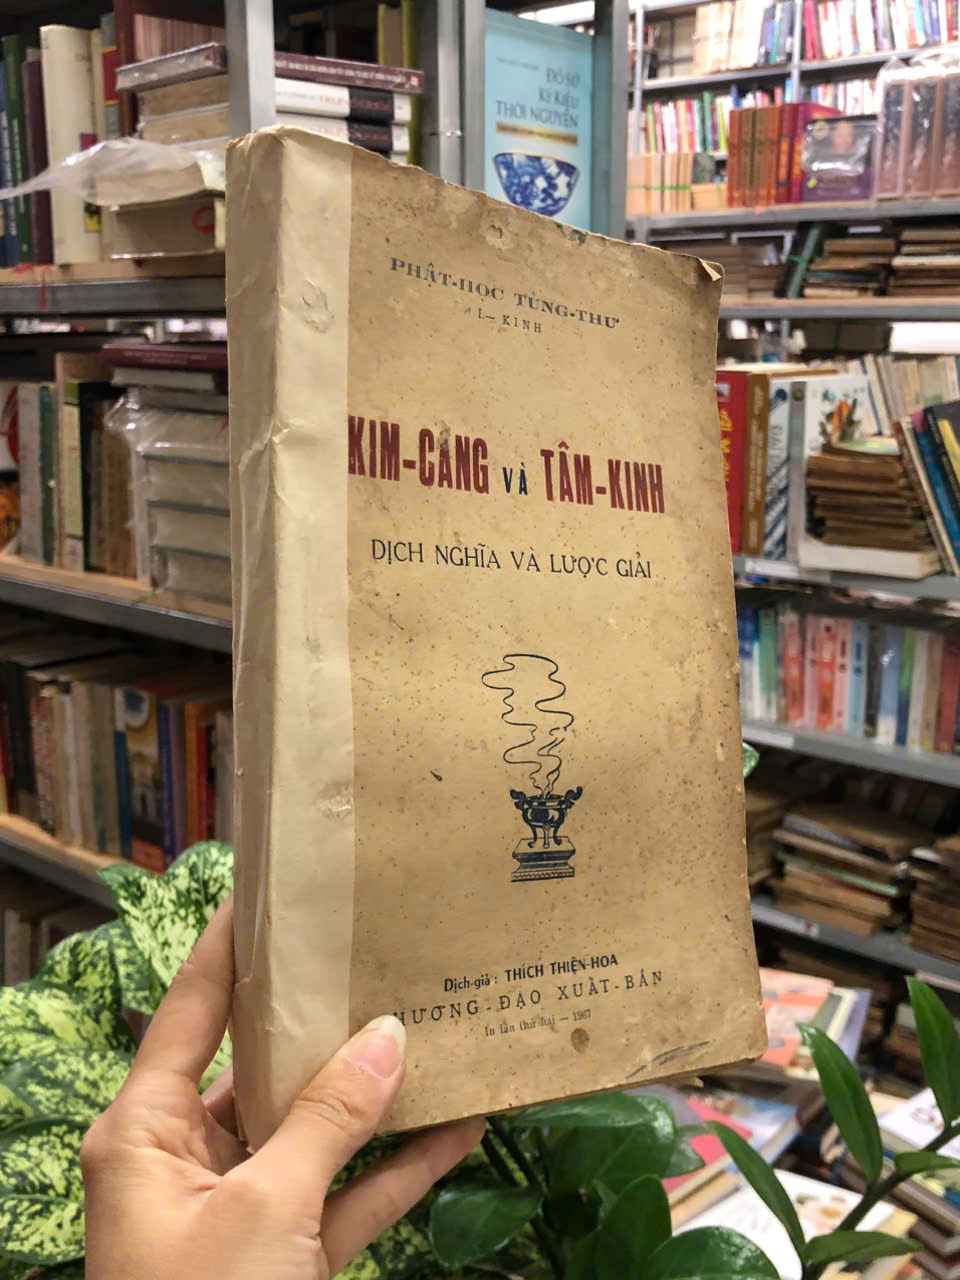 PHẬT-HỌC TÙNG-THƯ
I.— KINH
KIM-CANG VÀ TÂM-KINH
DỊCH NGHĨA VÀ LƯỢC GIẢI
Dịch-giả : THÍCH THIỆN-HOA
HƯƠNG-ĐẠO XUẤT-BẢN
In lần thứ hai — 1967
ĐỒ SỨ
KÝ KIỂU
THỜI NGUYỄN